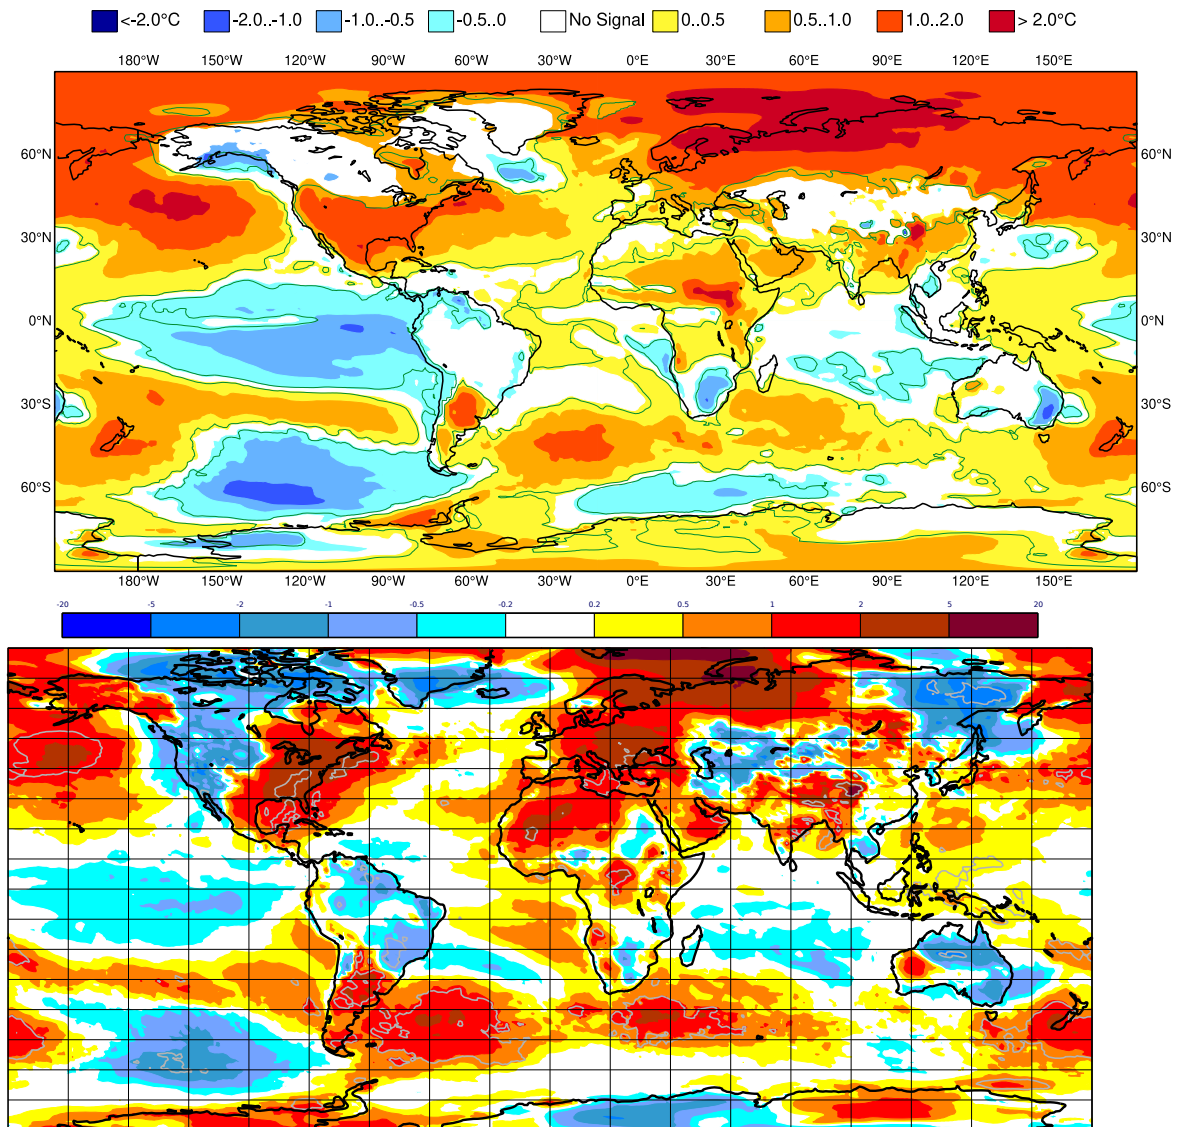 <-2.0°C -2.0..-1.0 -1.0..-0.5 -0.5..0 No Signal 0..0.5 0.5..1.0 1.0..2.0 > 2.0°C
180°W 150°W 120°W 90°W 60°W 30°W 0°E 30°E 60°E 90°E 120°E 150°E
60°N 60°N
30°N 30°N
0°N 0°N
30°S 30°S
60°S 60°S
180°W 150°W 120°W 90°W 60°W 30°W 0°E 30°E 60°E 90°E 120°E 150°E
-20 -5 -2 -1 -0.5 -0.2 0.2 0.5 1 2 5 20